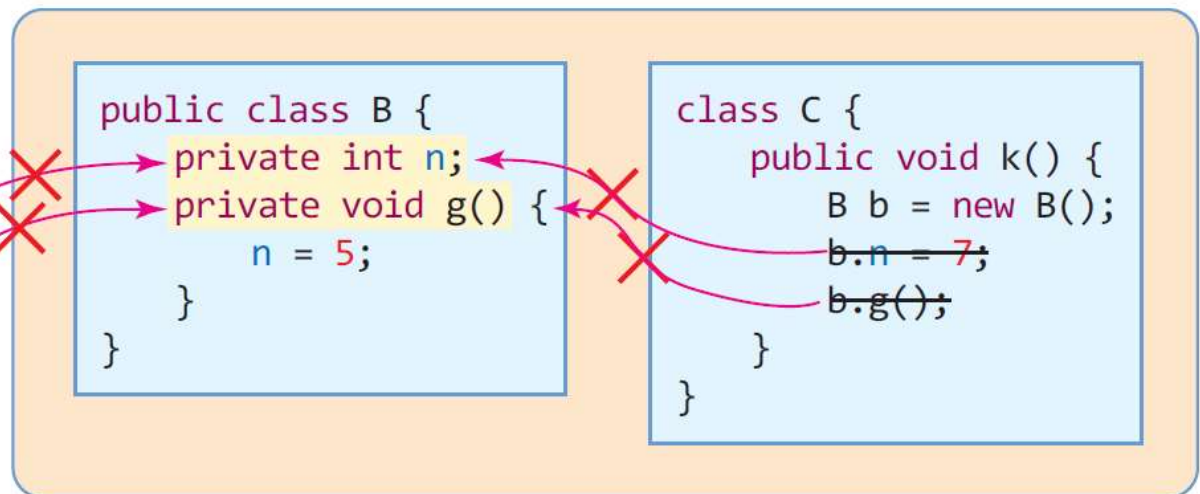 public class B {
    private int n;
    private void g() {
        n = 5;
    }
}
class C {
    public void k() {
        B b = new B();
        b.n = 7;
        b.g();
    }
}